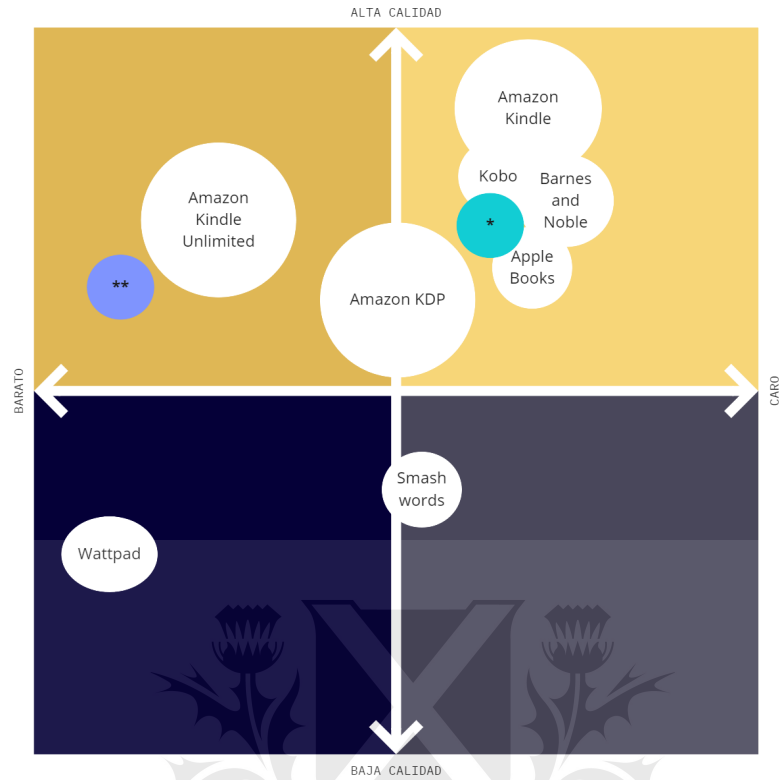 ALTA CALIDAD
Amazon
Kindle
Kobo
Barnes
and
Noble
*
Apple
Books
Amazon
Kindle
Unlimited
**
Amazon KDP
BARATO
CARO
Smash
words
Wattpad
BAJA CALIDAD